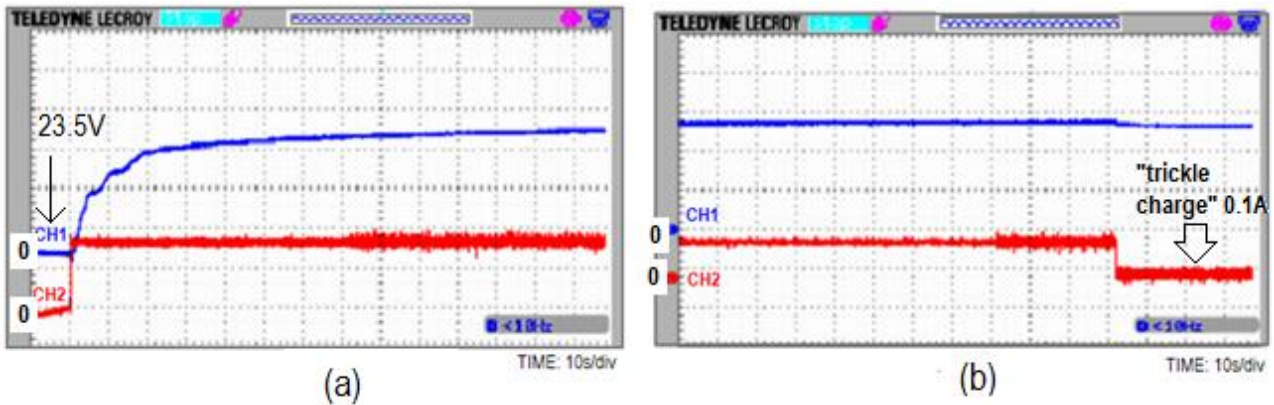 TELEDYNE LECROY
23.5V
CH1
0
CH2
0
<10Hz
TIME: 10s/div
(a)
TELEDYNE LECROY
"trickle
charge" 0.1A
CH1
0
0
CH2
<10Hz
TIME: 10s/div
(b)